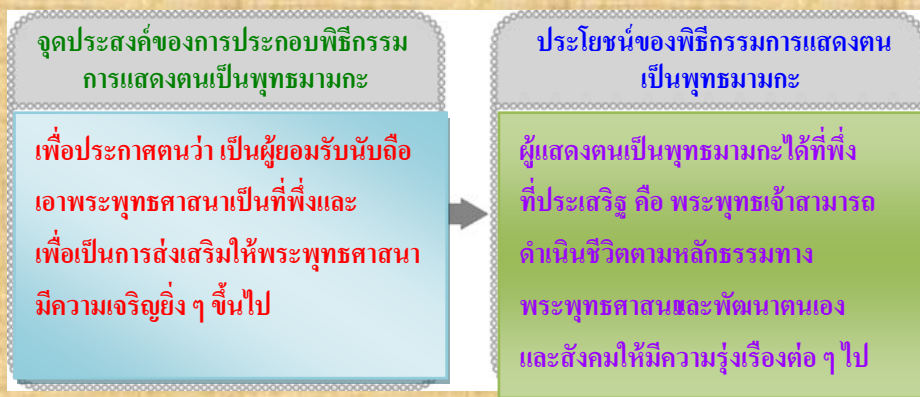 จุดประสงค์ของการประกอบพิธีกรรม
การแสดงตนเป็นพุทธมามกะ
เพื่อประกาศตนว่า เป็นผู้ยอมรับนับถือ
เอาพระพุทธศาสนาเป็นที่พึ่งและ
เพื่อเป็นการส่งเสริมให้พระพุทธศาสนา
มีความเจริญยิ่ง ๆ ขึ้นไป
ประโยชน์ของพิธีกรรมการแสดงตน
เป็นพุทธมามกะ
ผู้แสดงตนเป็นพุทธมามกะได้ที่พึ่ง
ที่ประเสริฐ คือ พระพุทธเจ้าสามารถ
ดำเนินชีวิตตามหลักธรรมทาง
พระพุทธศาสนาและพัฒนาตนเอง
และสังคมให้มีความรุ่งเรืองต่อ ๆ ไป